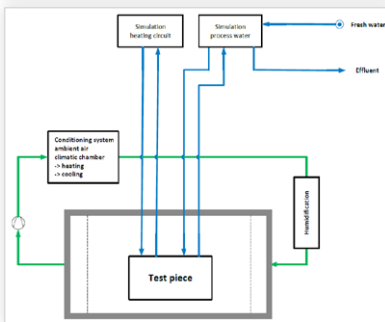 Simulation
heating circuit
Simulation
process water
Fresh water
Effluent
Conditioning system
ambient air
climatic chamber
-> heating
-> cooling
Humidification
Test piece